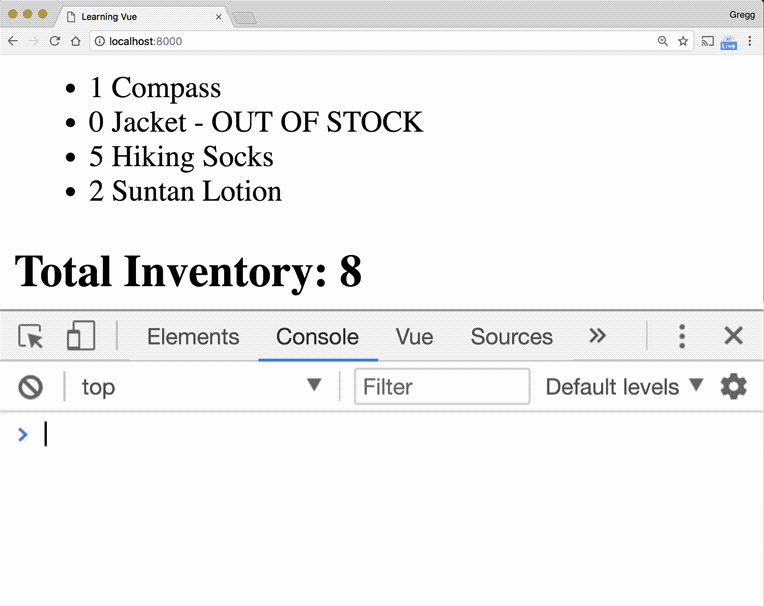 Learning Vue
Gregg
localhost:8000
Live
1 Compass
0 Jacket - OUT OF STOCK
5 Hiking Socks
2 Suntan Lotion
Total Inventory: 8
Elements Console Vue Sources
top Filter Default levels